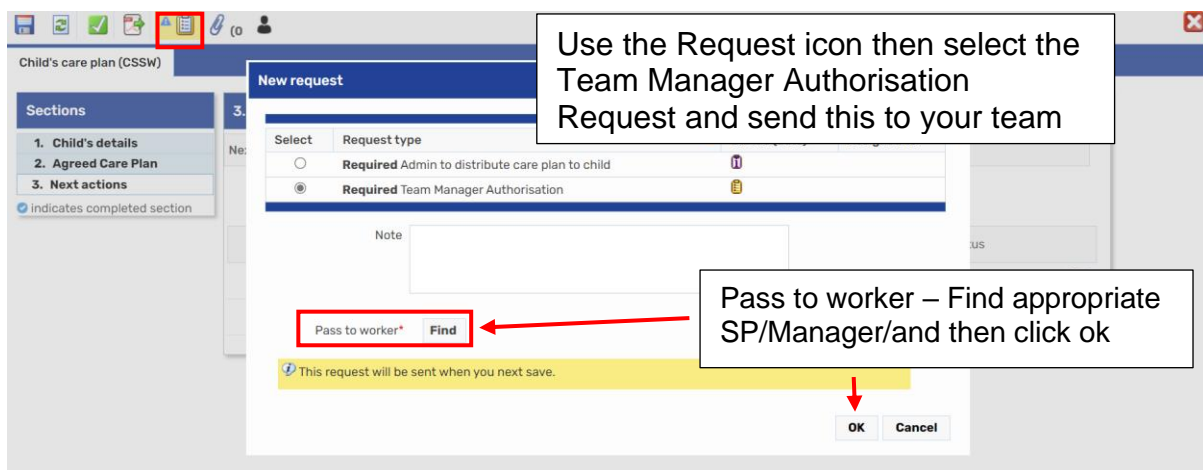 (0
Use the Request icon then select the
Team Manager Authorisation
Request and send this to your team
Child's care plan (CSSW)
New request
Sections
1. Child's details
2. Agreed Care Plan
3. Next actions
indicates completed section
3.
Select Request type
Required Admin to distribute care plan to child
Required Team Manager Authorisation
Note
Pass to worker – Find appropriate
SP/Manager/and then click ok
Pass to worker* Find
This request will be sent when you next save.
OK Cancel